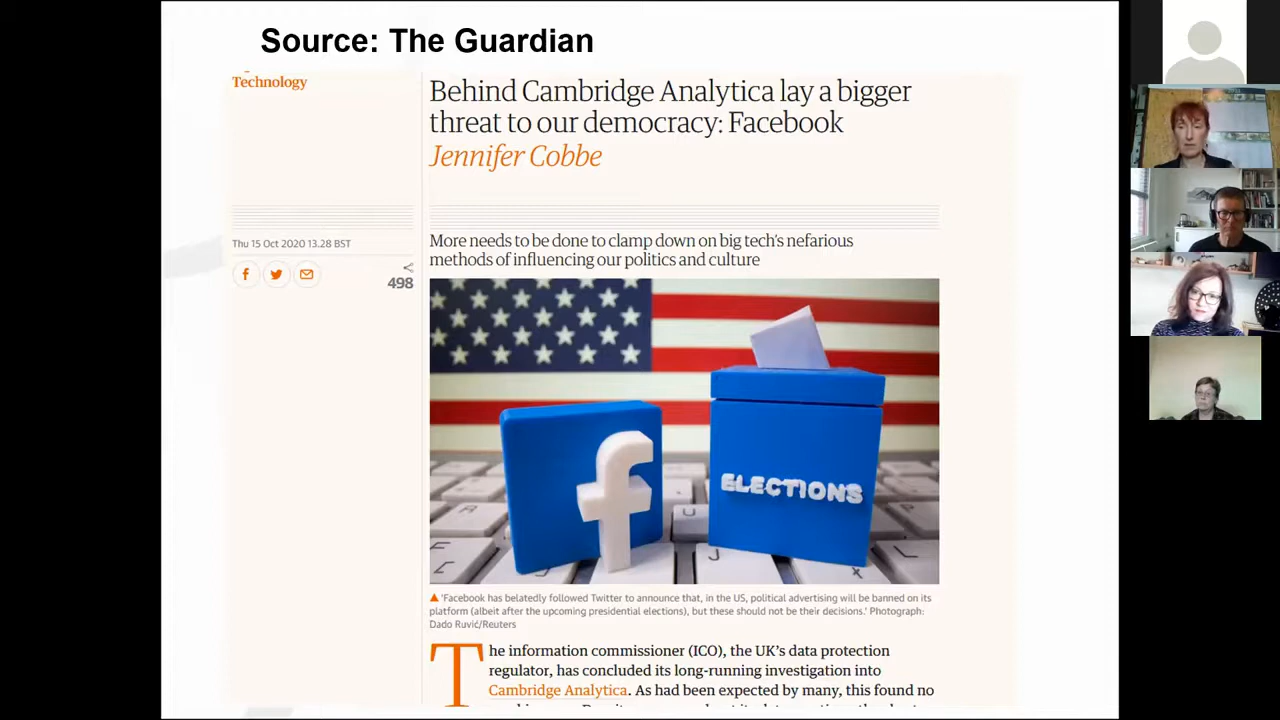 Source: The Guardian
Technology
Behind Cambridge Analytica lay a bigger
threat to our democracy: Facebook
Jennifer Cobbe
Thu 15 Oct 2020 13.28 BST
498
More needs to be done to clamp down on big tech's nefarious
methods of influencing our politics and culture
f
ELECTIONS
'Facebook has belatedly followed Twitter to announce that, in the US, political advertising will be banned on its
platform (albeit after the upcoming presidential elections), but these should not be their decisions.' Photograph:
Dado Ruvić/Reuters
The information commissioner (ICO), the UK's data protection
regulator, has concluded its long-running investigation into
Cambridge Analytica. As had been expected by many, this found no